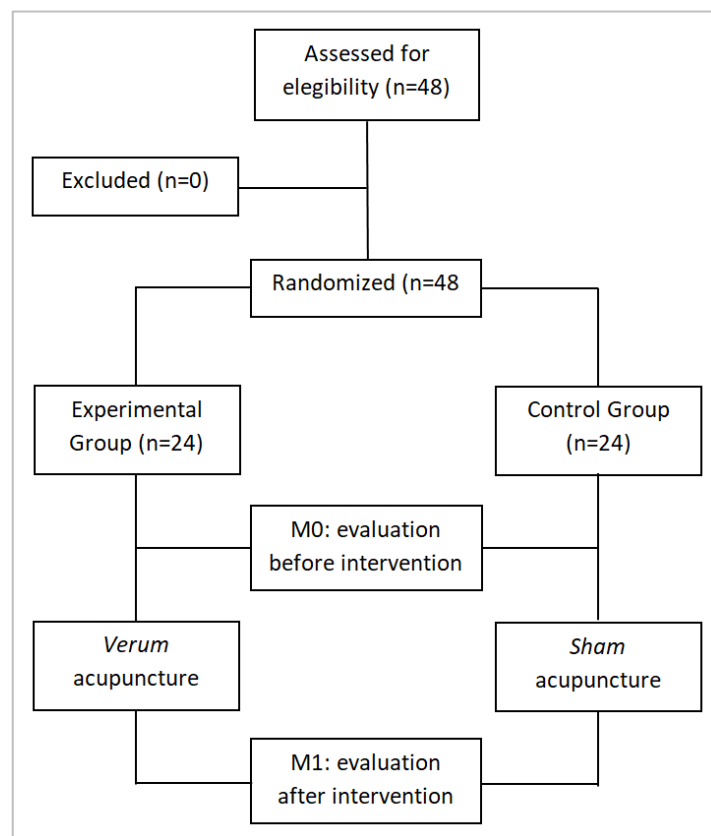 Assessed for
elegibility (n=48)
Excluded (n=0)
Randomized (n=48
Experimental
Group (n=24)
Control Group
(n=24)
M0: evaluation
before intervention
Verum
acupuncture
Sham
acupuncture
M1: evaluation
after intervention